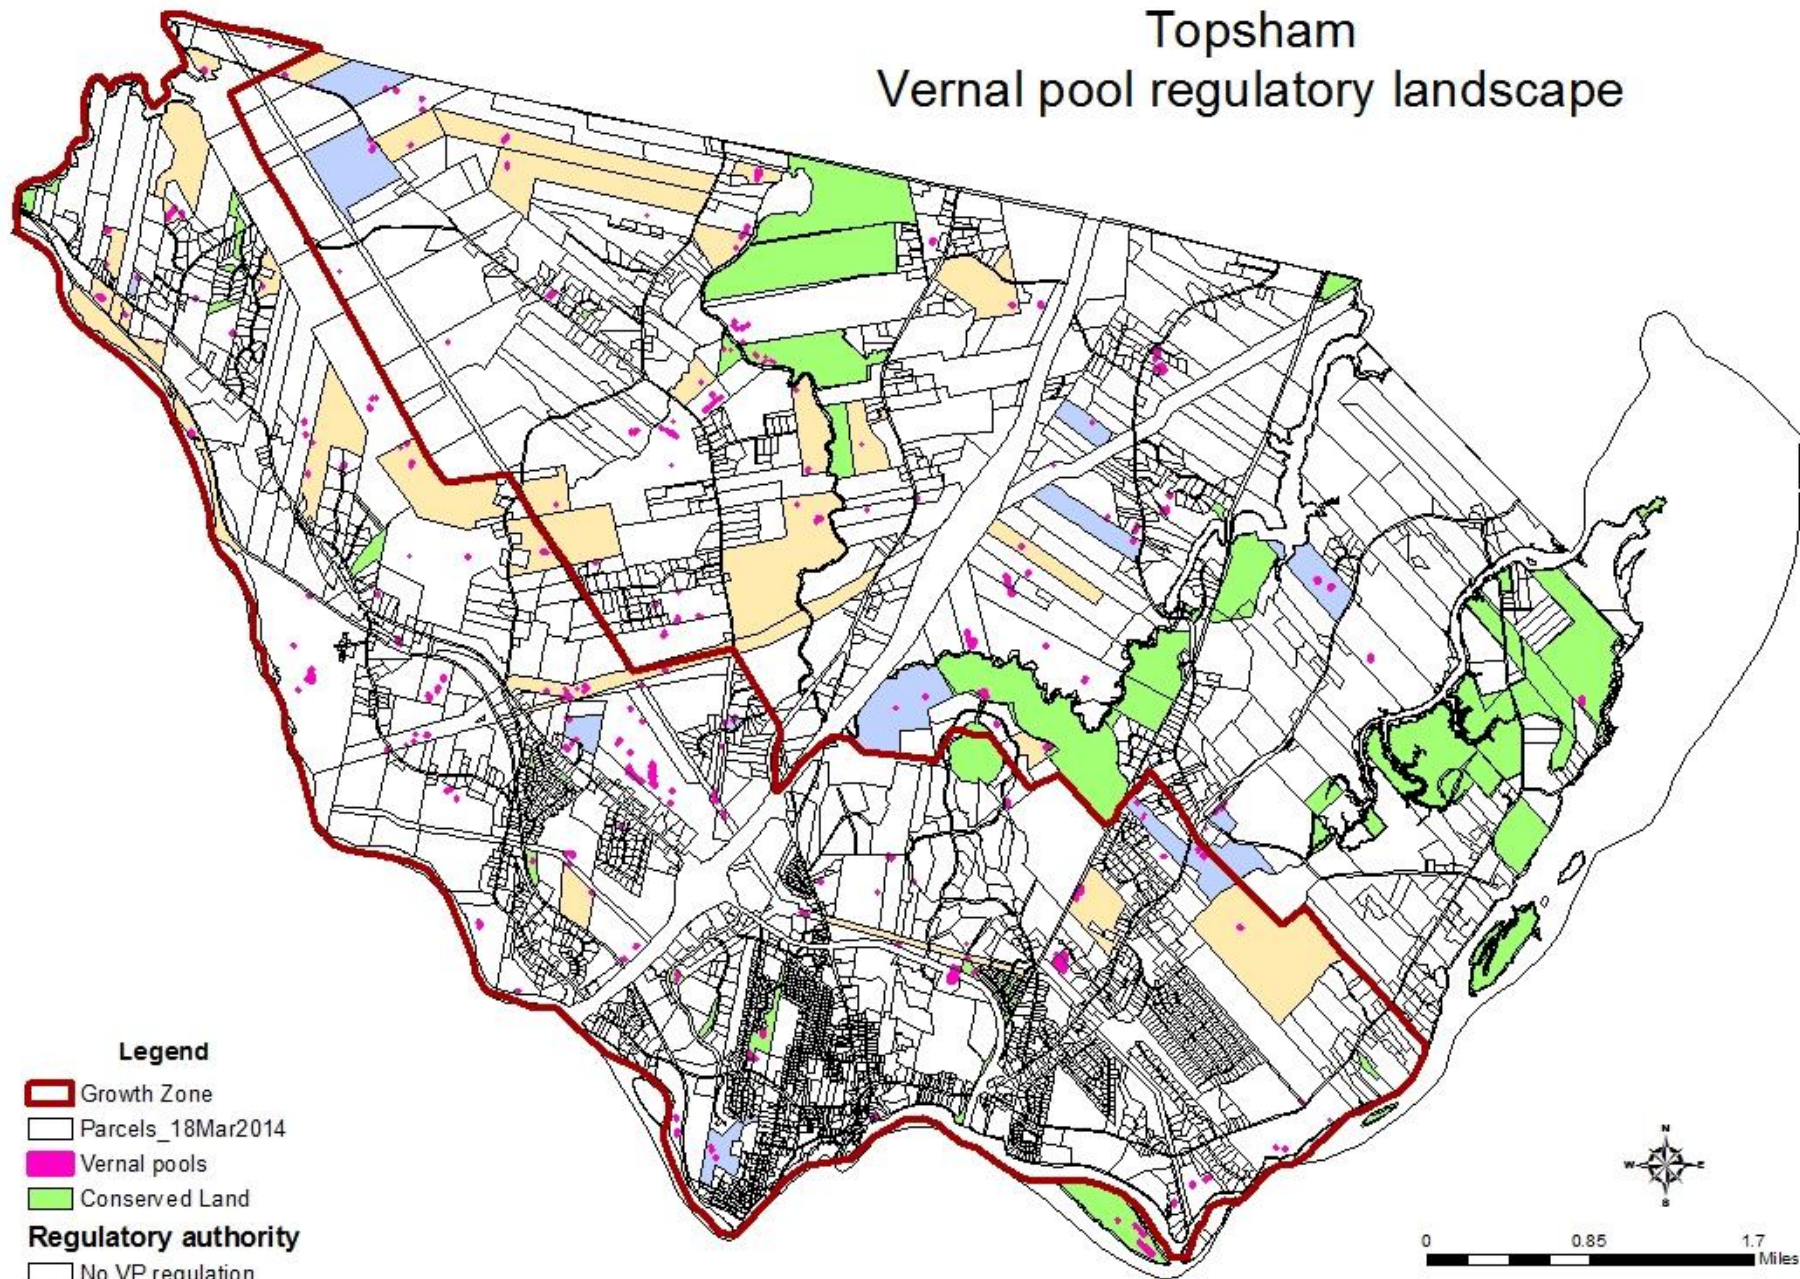 Topsham
Vernal pool regulatory landscape
Legend
Growth Zone
Parcels_18Mar2014
Vernal pools
Conserved Land
Regulatory authority
No VP regulation
N
W E
S
0 0.85 1.7
Miles